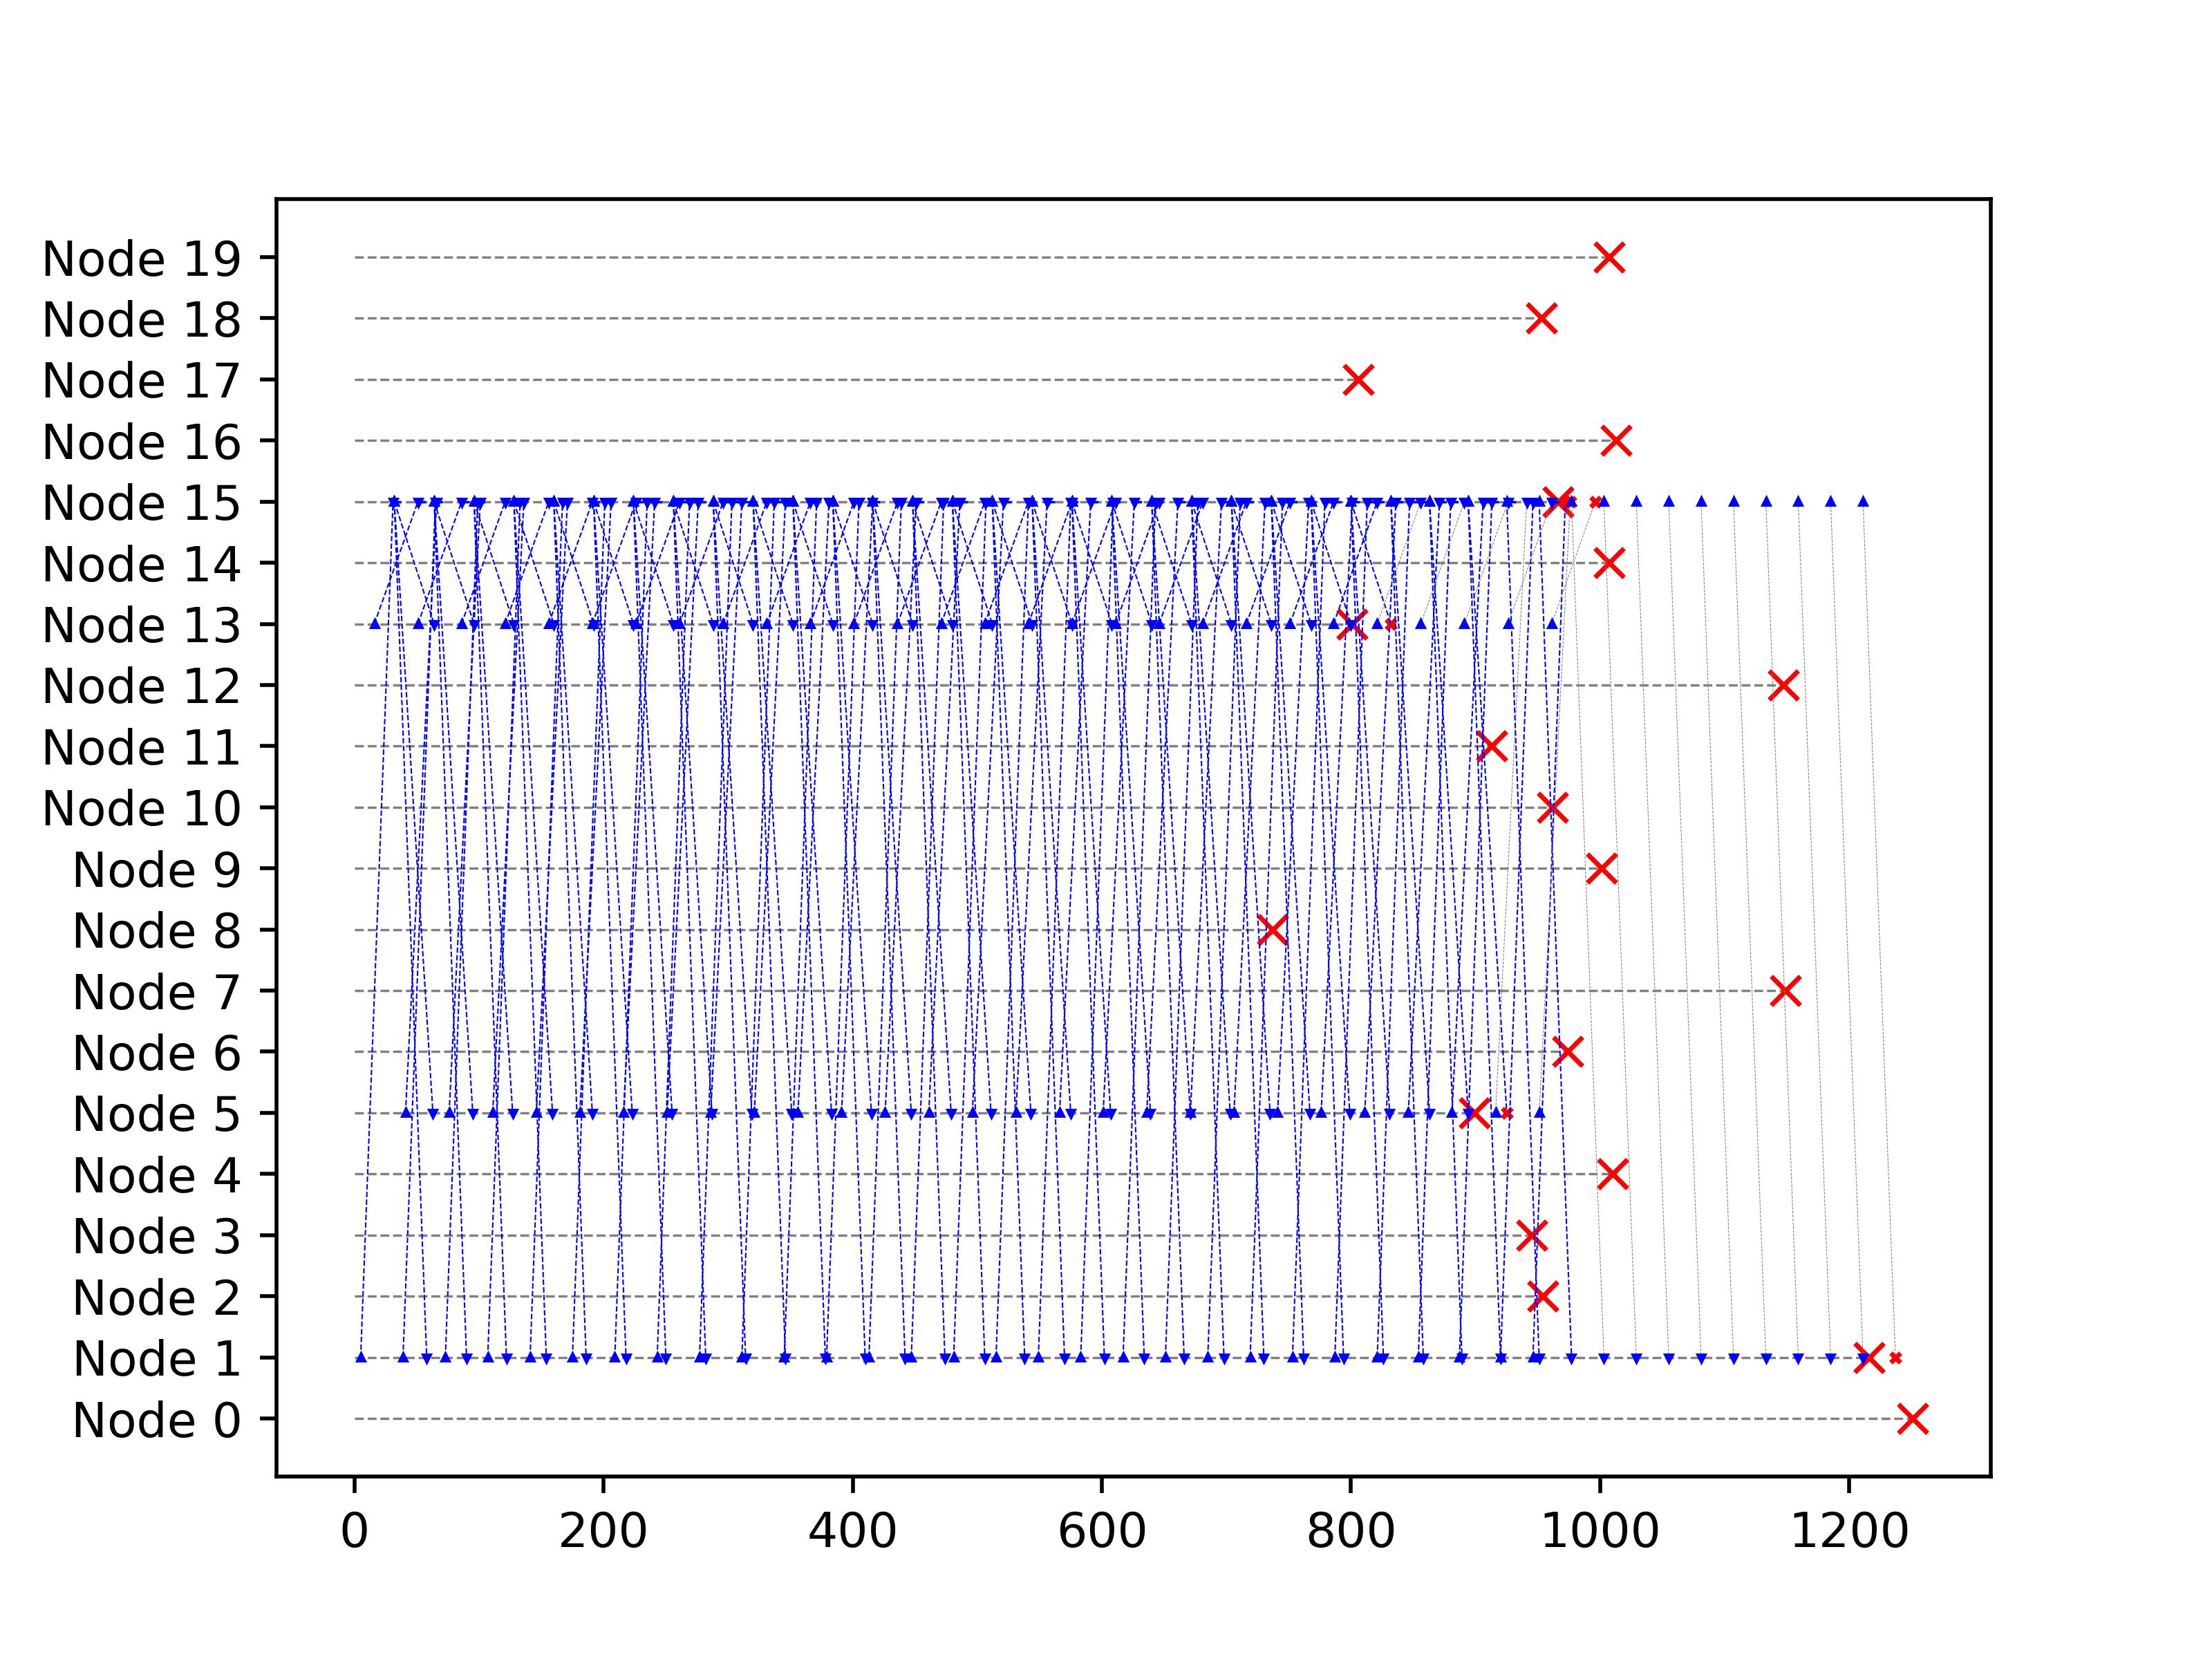 Node 19
Node 18
Node 17
Node 16
Node 15
Node 14
Node 13
Node 12
Node 11
Node 10
Node 9
Node 8
Node 7
Node 6
Node 5
Node 4
Node 3
Node 2
Node 1
Node 0
0 200 400 600 800 1000 1200